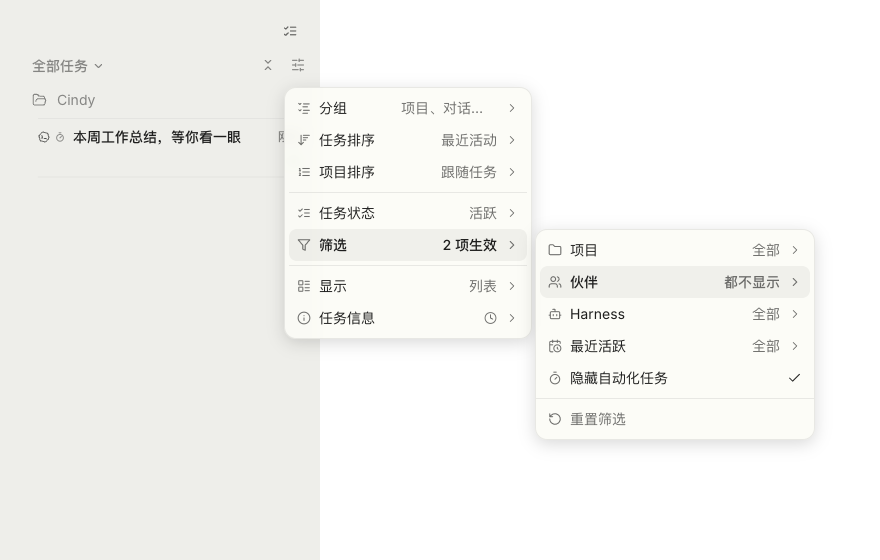 全部任务
Cindy
本周工作总结，等你看一眼
分组 项目、对话...
任务排序 最近活动
项目排序 跟随任务
任务状态 活跃
筛选 2 项生效
显示 列表
任务信息
项目 全部
伙伴 都不显示
Harness 全部
最近活跃 全部
隐藏自动化任务
重置筛选